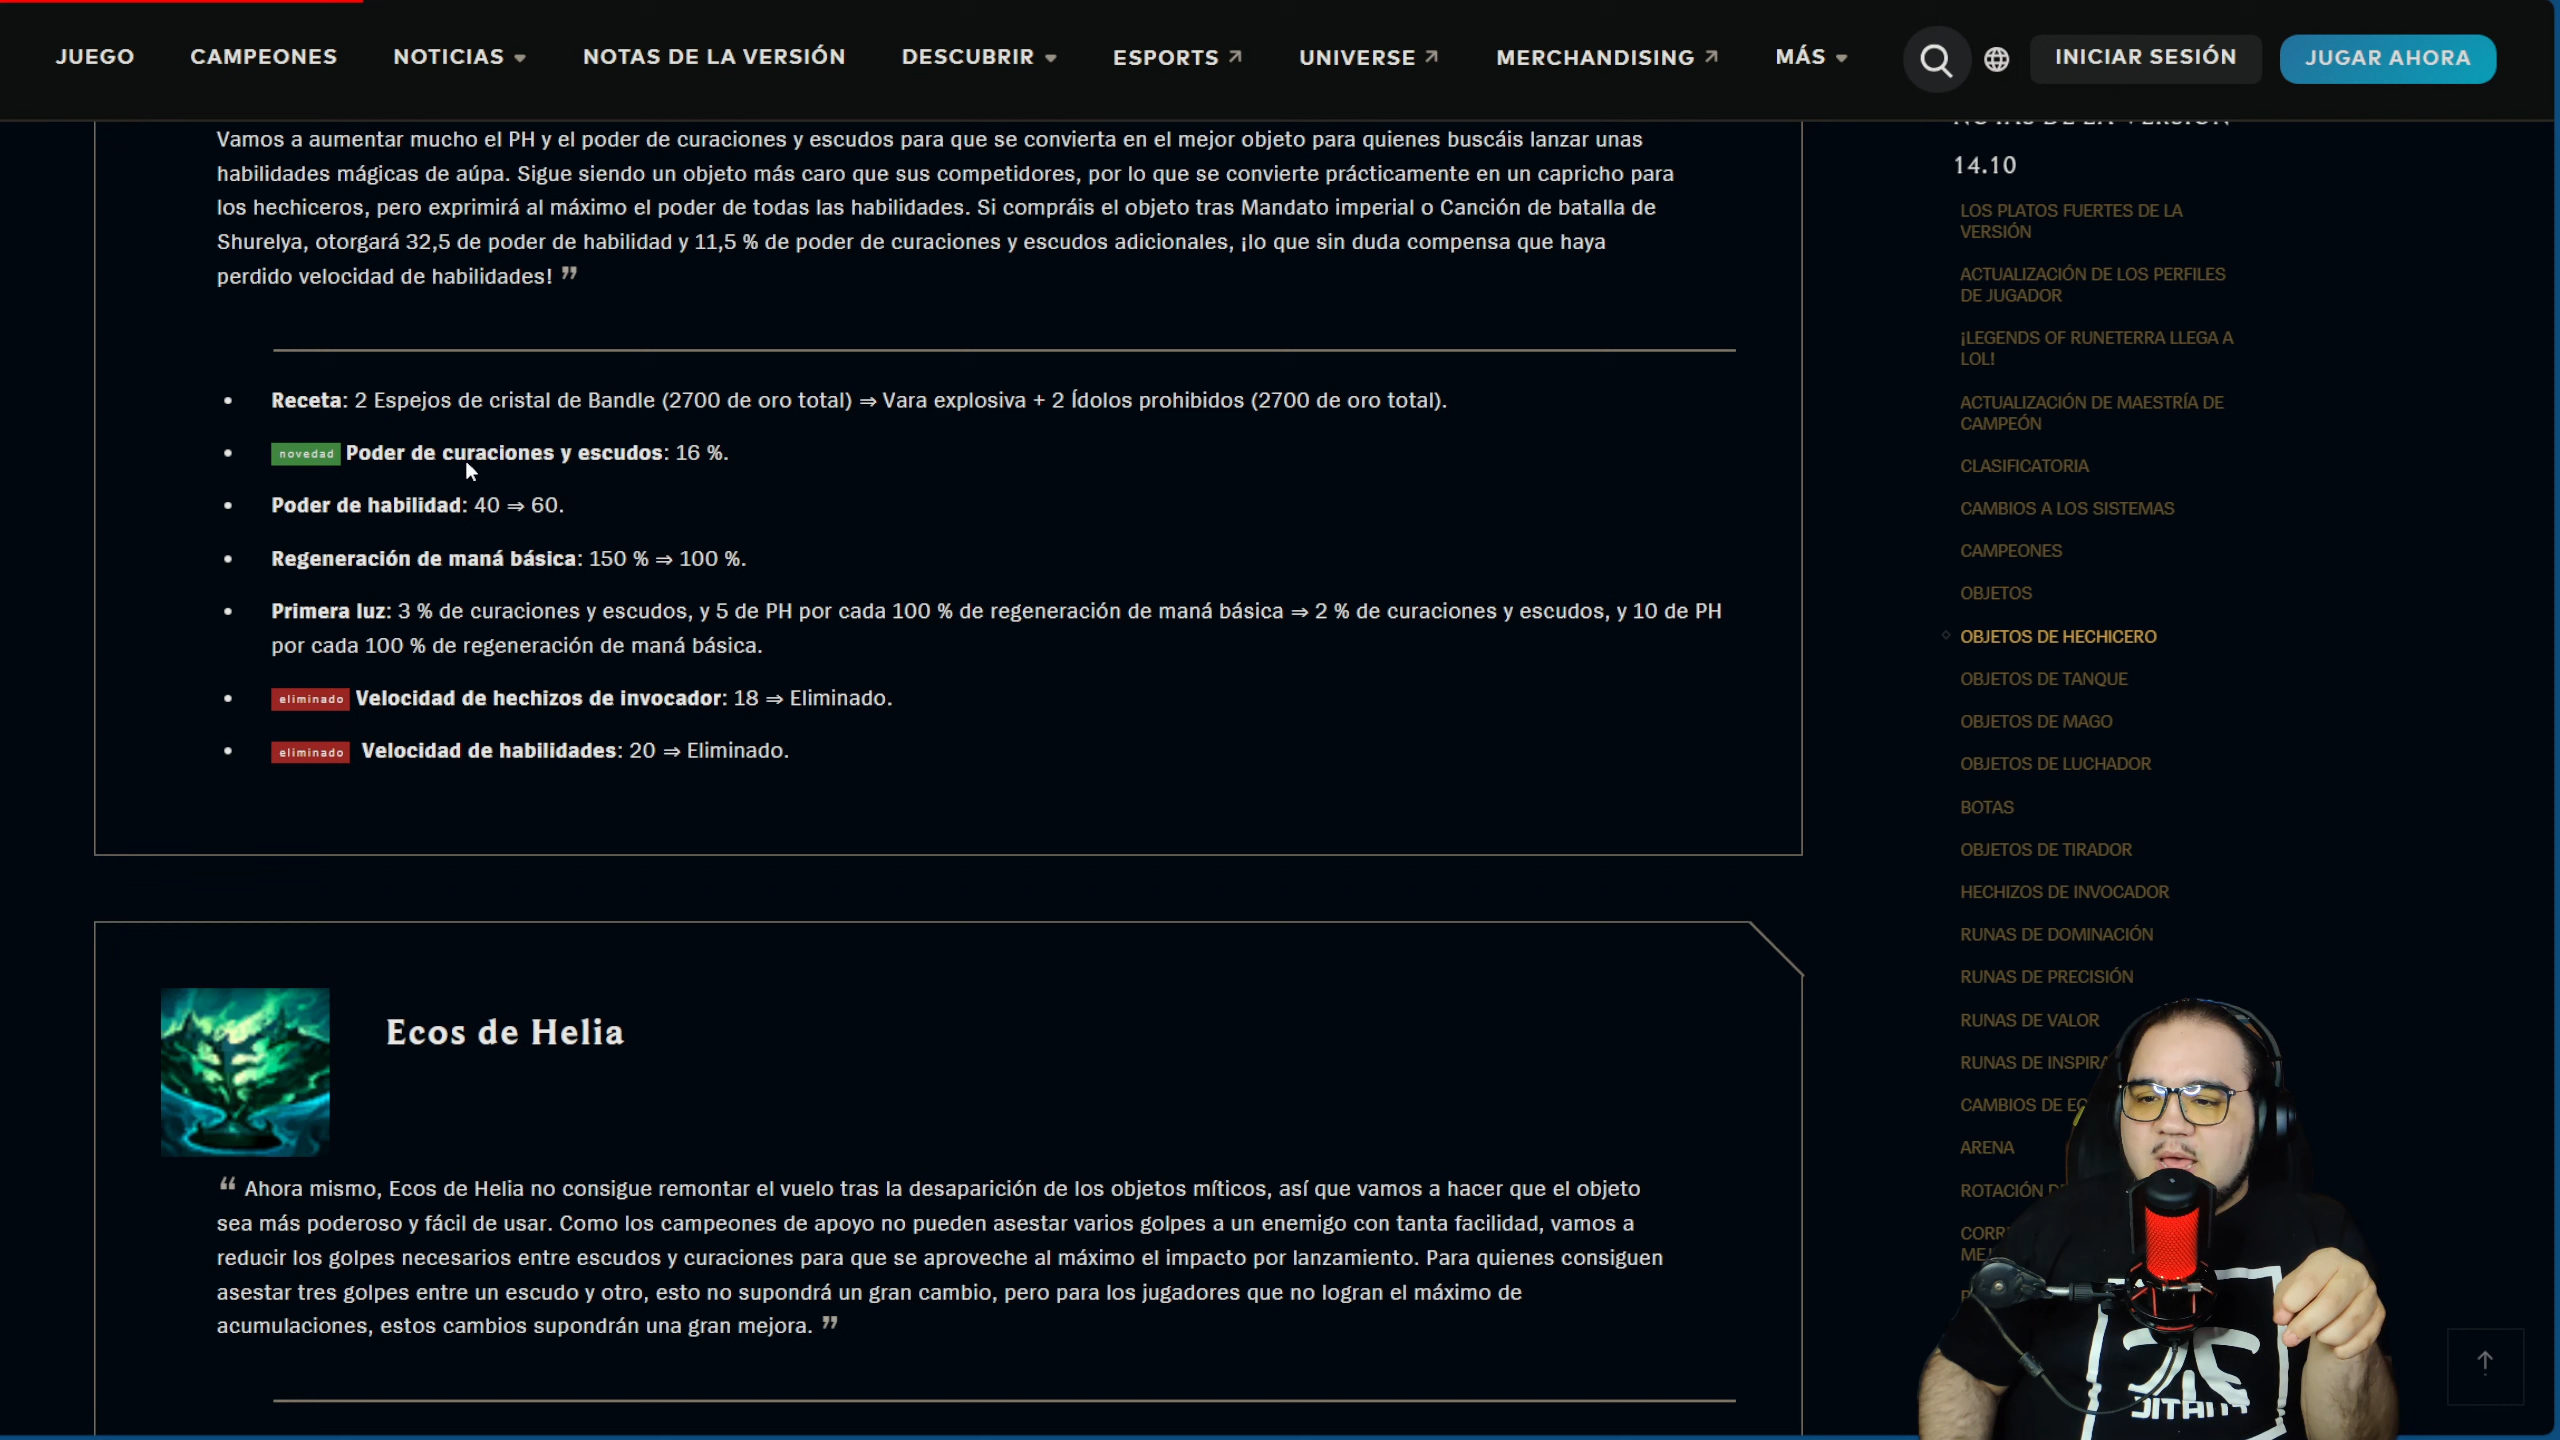 JUEGO CAMPEONES NOTICIAS NOTAS DE LA VERSIÓN DESCUBRIR ESPORTS UNIVERSE MERCHANDISING MÁS INICIAR SESIÓN JUGAR AHORA
Vamos a aumentar mucho el PH y el poder de curaciones y escudos para que se convierta en el mejor objeto para quienes buscáis lanzar unas
habilidades mágicas de aúpa. Sigue siendo un objeto más caro que sus competidores, por lo que se convierte prácticamente en un capricho para
los hechiceros, pero exprimirá al máximo el poder de todas las habilidades. Si compráis el objeto tras Mandato imperial o Canción de batalla de
Shurelya, otorgará 32,5 de poder de habilidad y 11,5 % de poder de curaciones y escudos adicionales, ¡lo que sin duda compensa que haya
perdido velocidad de habilidades! ”
• Receta: 2 Espejos de cristal de Bandle (2700 de oro total) ⇒ Vara explosiva + 2 Ídolos prohibidos (2700 de oro total).
• novedad Poder de curaciones y escudos: 16 %.
• Poder de habilidad: 40 ⇒ 60.
• Regeneración de maná básica: 150 % ⇒ 100 %.
• Primera luz: 3 % de curaciones y escudos, y 5 de PH por cada 100 % de regeneración de maná básica ⇒ 2 % de curaciones y escudos, y 10 de PH
por cada 100 % de regeneración de maná básica.
• eliminado Velocidad de hechizos de invocador: 18 ⇒ Eliminado.
• eliminado Velocidad de habilidades: 20 ⇒ Eliminado.
Ecos de Helia
“ Ahora mismo, Ecos de Helia no consigue remontar el vuelo tras la desaparición de los objetos míticos, así que vamos a hacer que el objeto
sea más poderoso y fácil de usar. Como los campeones de apoyo no pueden asestar varios golpes a un enemigo con tanta facilidad, vamos a
reducir los golpes necesarios entre escudos y curaciones para que se aproveche al máximo el impacto por lanzamiento. Para quienes consiguen
asestar tres golpes entre un escudo y otro, esto no supondrá un gran cambio, pero para los jugadores que no logran el máximo de
acumulaciones, estos cambios supondrán una gran mejora. ”
NOTAS DE LA VERSIÓN
14.10
LOS PLATOS FUERTES DE LA
VERSIÓN
ACTUALIZACIÓN DE LOS PERFILES
DE JUGADOR
¡LEGENDS OF RUNETERRA LLEGA A
LOL!
ACTUALIZACIÓN DE MAESTRÍA DE
CAMPEÓN
CLASIFICATORIA
CAMBIOS A LOS SISTEMAS
CAMPEONES
OBJETOS
OBJETOS DE HECHICERO
OBJETOS DE TANQUE
OBJETOS DE MAGO
OBJETOS DE LUCHADOR
BOTAS
OBJETOS DE TIRADOR
HECHIZOS DE INVOCADOR
RUNAS DE DOMINACIÓN
RUNAS DE PRECISIÓN
RUNAS DE VALOR
RUNAS DE INSPIRA
CAMBIOS DE
ARENA
ROTACIÓN